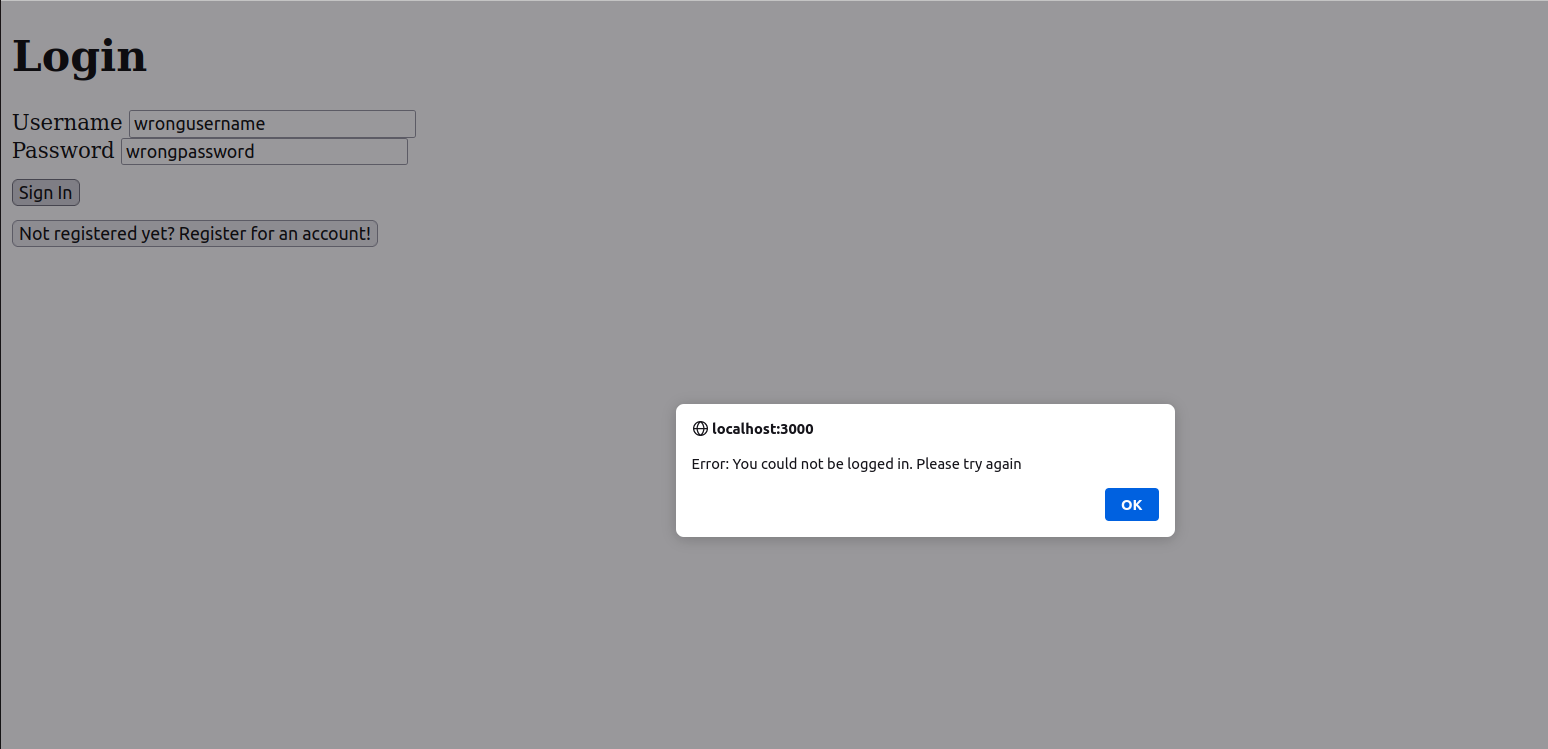 Login
Username wrongusername
Password wrongpassword
Sign In
Not registered yet? Register for an account!
localhost:3000
Error: You could not be logged in. Please try again
OK